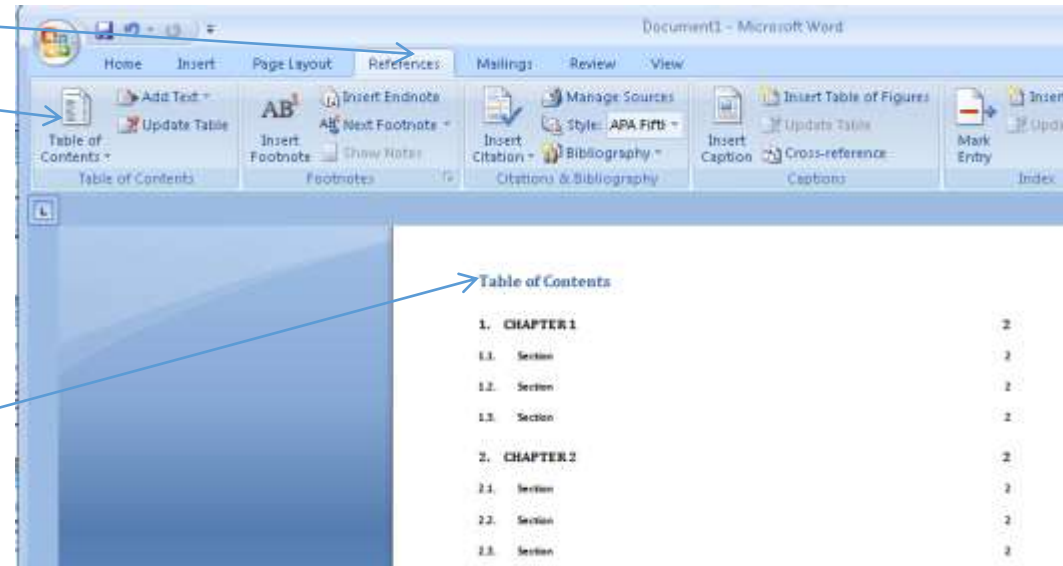 Document1 - Microsoft Word
Home Insert Page Layout References Mailings Review View
Table of Contents
Add Text
Update Table
Table of Contents
AB1
Insert Footnote
Insert Endnote
AB Next Footnote
Show Notes
Footnotes
Insert Citation
Manage Sources
Style: APA Fifth
Bibliography
Citations & Bibliography
Insert Caption
Insert Table of Figures
Update Table
Cross-reference
Captions
Mark Entry
Insert
Index
L
Table of Contents
1. CHAPTER 1 2
1.1. Section 2
1.2. Section 2
1.3. Section 2
2. CHAPTER 2 2
2.1. Section 2
2.2. Section 2
2.3. Section 2